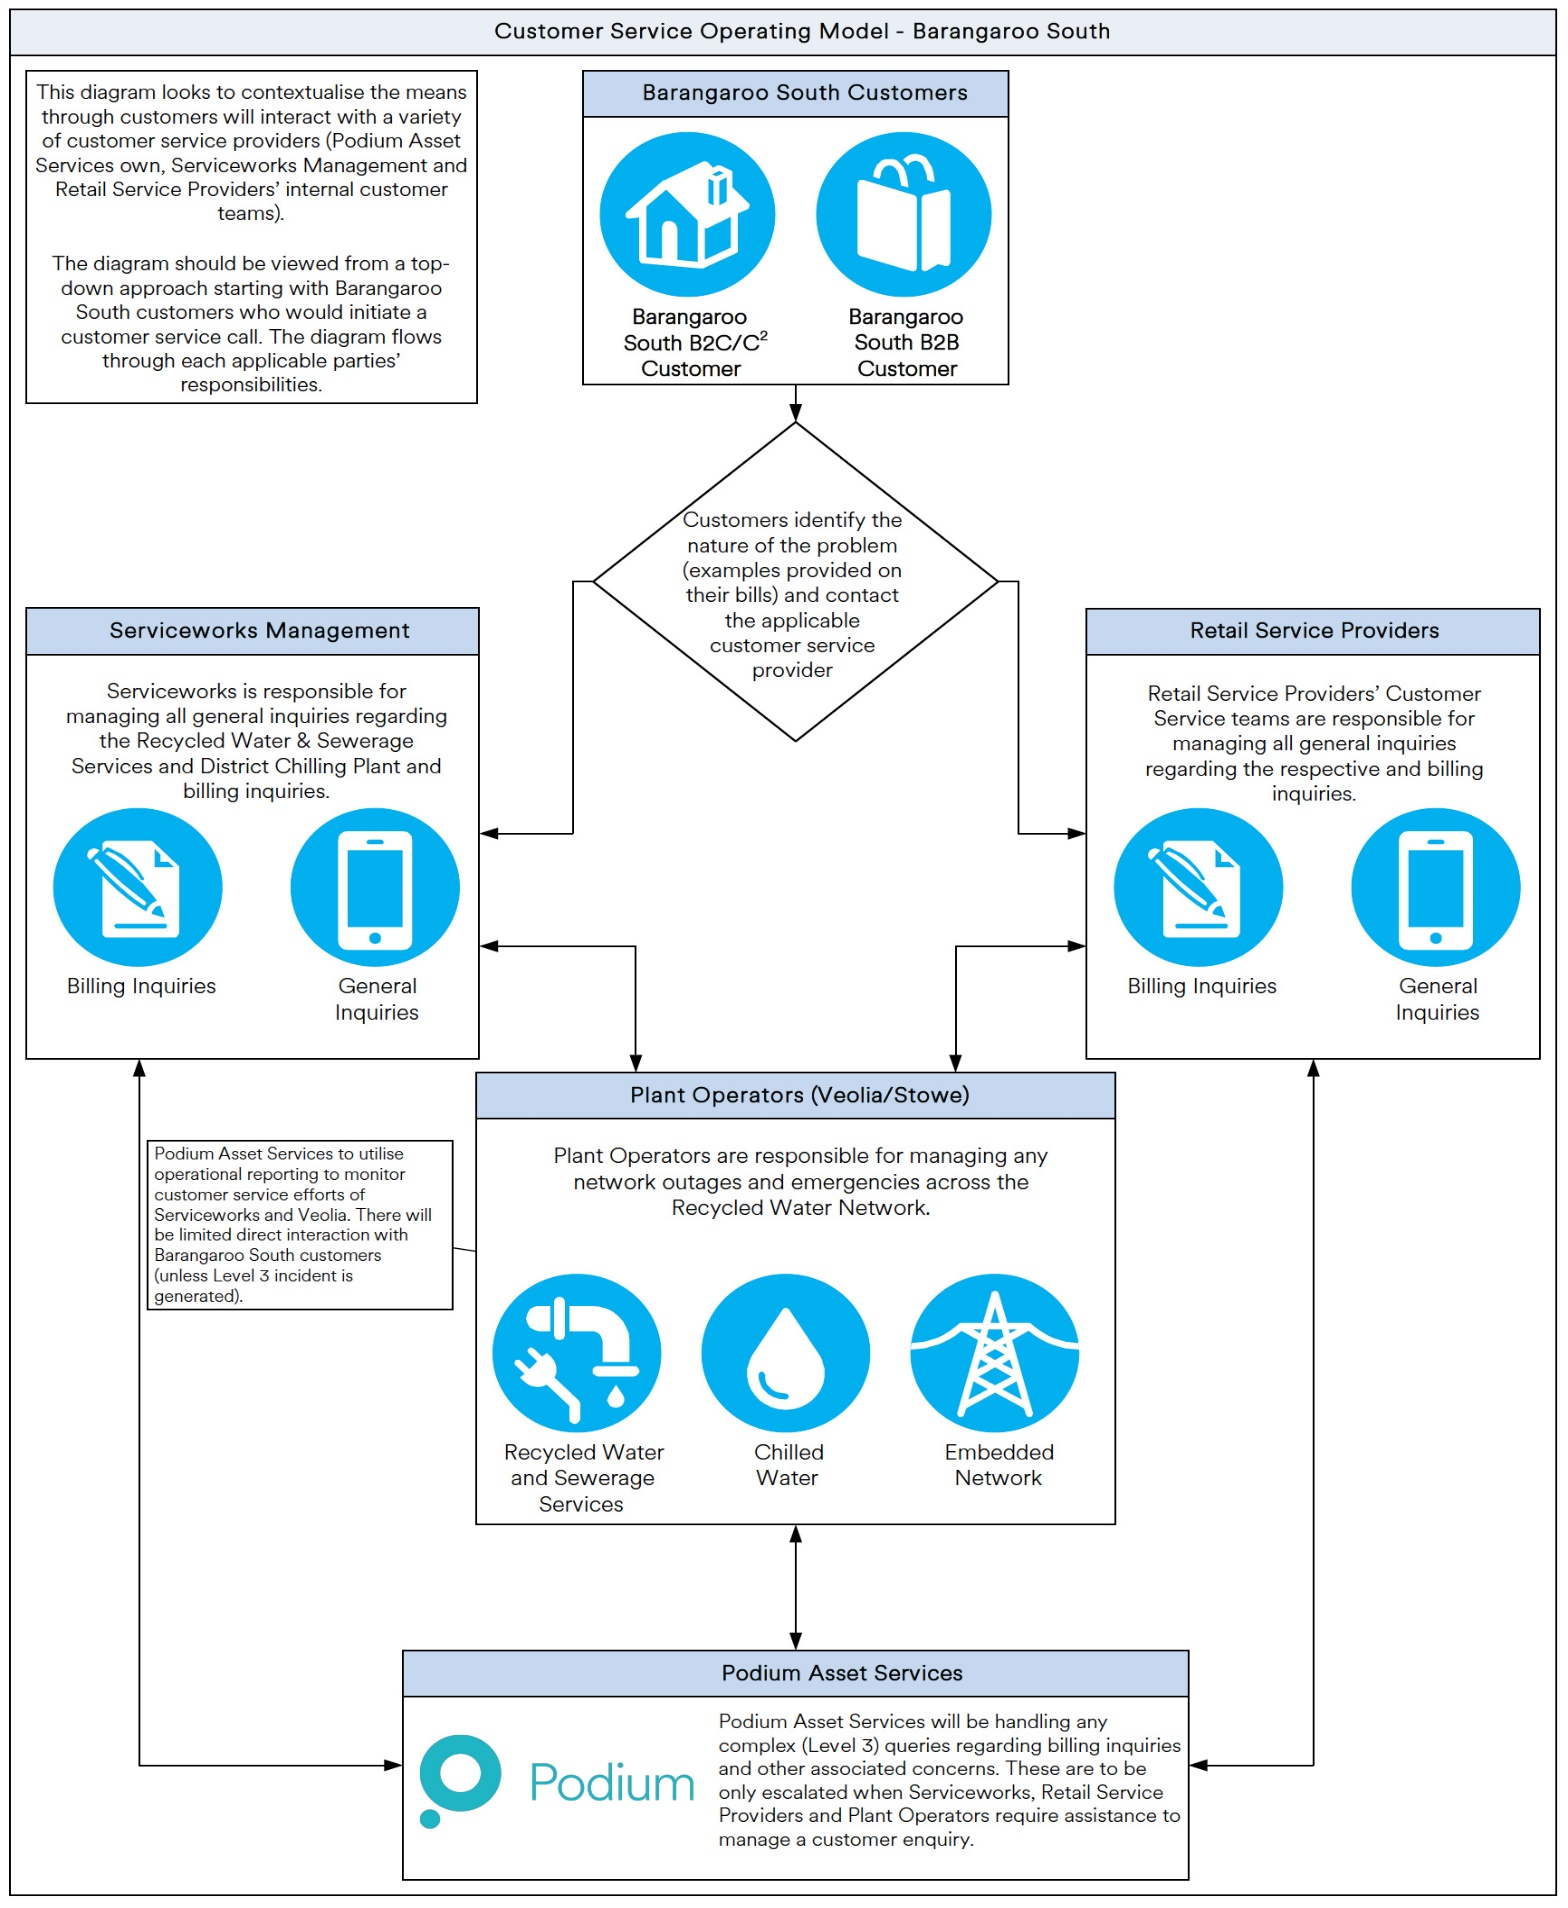 Customer Service Operating Model - Barangaroo South
This diagram looks to contextualise the means
through customers will interact with a variety
of customer service providers (Podium Asset
Services own, Serviceworks Management and
Retail Service Providers’ internal customer
teams).
The diagram should be viewed from a top-
down approach starting with Barangaroo
South customers who would initiate a
customer service call. The diagram flows
through each applicable parties’
responsibilities.
Barangaroo South Customers
Barangaroo
South B2C/C²
Customer
Barangaroo
South B2B
Customer
Customers identify the
nature of the problem
(examples provided on
their bills) and contact
the applicable
customer service
provider
Serviceworks Management
Serviceworks is responsible for
managing all general inquiries regarding
the Recycled Water & Sewerage
Services and District Chilling Plant and
billing inquiries.
Billing Inquiries
General
Inquiries
Retail Service Providers
Retail Service Providers’ Customer
Service teams are responsible for
managing all general inquiries
regarding the respective and billing
inquiries.
Billing Inquiries
General
Inquiries
Plant Operators (Veolia/Stowe)
Plant Operators are responsible for managing any
network outages and emergencies across the
Recycled Water Network.
Recycled Water
and Sewerage
Services
Chilled
Water
Embedded
Network
Podium Asset Services to utilise
operational reporting to monitor
customer service efforts of
Serviceworks and Veolia. There will
be limited direct interaction with
Barangaroo South customers
(unless Level 3 incident is
generated).
Podium Asset Services
Podium
Podium Asset Services will be handling any
complex (Level 3) queries regarding billing inquiries
and other associated concerns. These are to be
only escalated when Serviceworks, Retail Service
Providers and Plant Operators require assistance to
manage a customer enquiry.